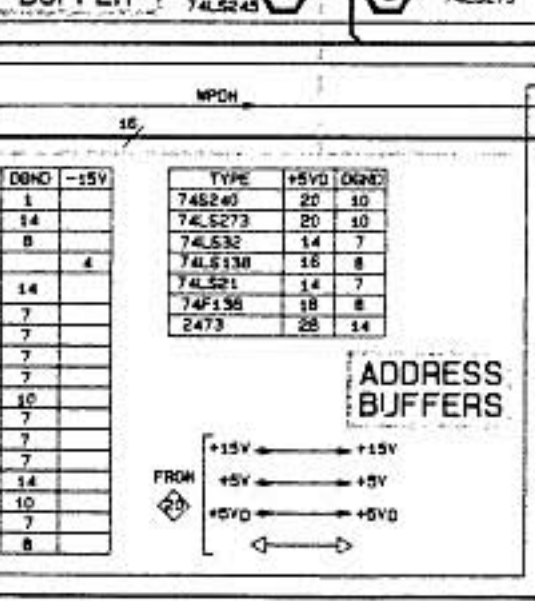 BUFFER
74LS245
WPDH
16
DGND -15V
1
14
8
4
14
7
7
7
7
10
7
7
7
14
10
7
8
TYPE +5VD DGND
74S240 20 10
74LS273 20 10
74LS32 14 7
74LS138 16 8
74LS21 14 7
74F138 8
2473 28 14
ADDRESS
BUFFERS
FROM
20
+15V +15V
+5V +5V
+5VD +5VD